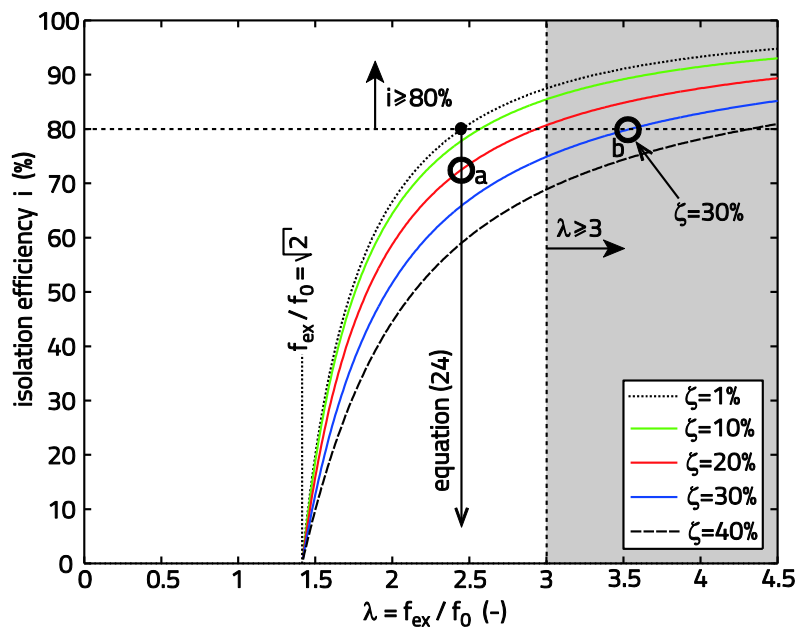 100
90
80
70
60
50
40
30
20
10
0
isolation efficiency i (%)
i⩾80%
a
b
ζ=30%
λ⩾3
f_ex / f_0 = √2
equation (24)
ζ=1%
ζ=10%
ζ=20%
ζ=30%
ζ=40%
0 0.5 1 1.5 2 2.5 3 3.5 4 4.5
λ = f_ex / f_0 (-)